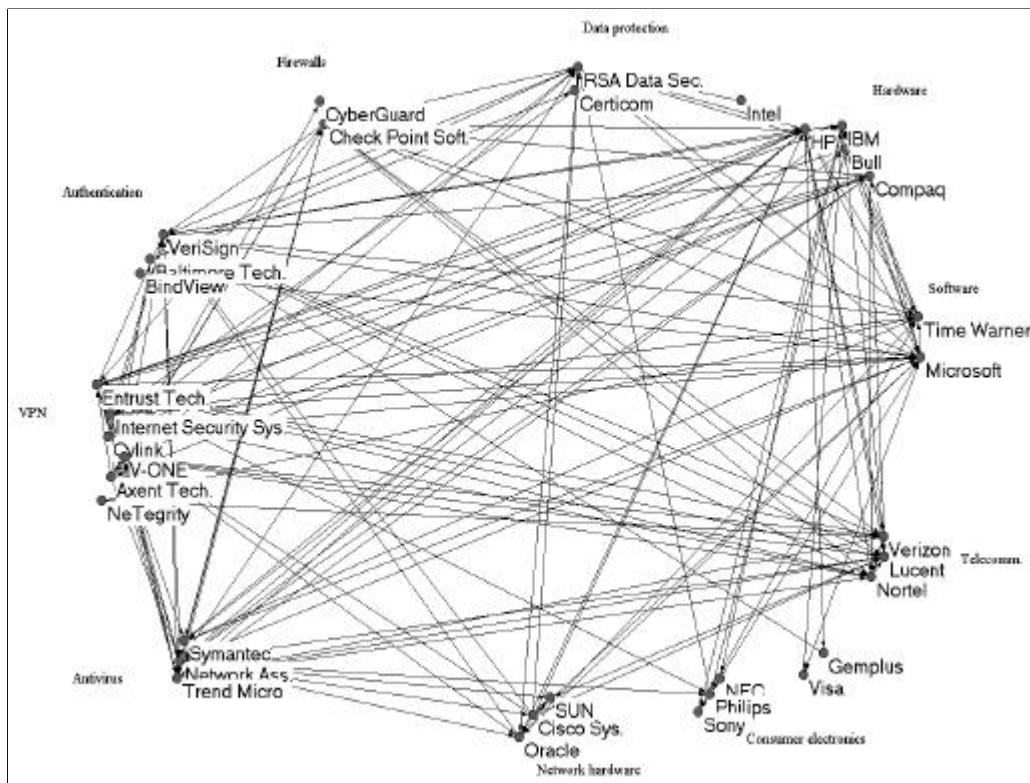 Data protection
Firewalls
RSA Data Sec.
Hardware
Certicom
Intel
CyberGuard
Check Point Soft.
HP
IBM
Bull
Compaq
Authentication
VeriSign
Baltimore Tech.
BindView
Software
Time Warner
Microsoft
Entrust Tech.
VPN
Internet Security Sys.
Cylink
V-ONE
Axent Tech.
NeTegrity
Verizon
Lucent
Telecomm.
Nortel
Symantec
Network Ass.
Antivirus
Trend Micro
Gemplus
Visa
NEC
Philips
Sony
SUN
Cisco Sys.
Oracle
Consumer electronics
Network hardware